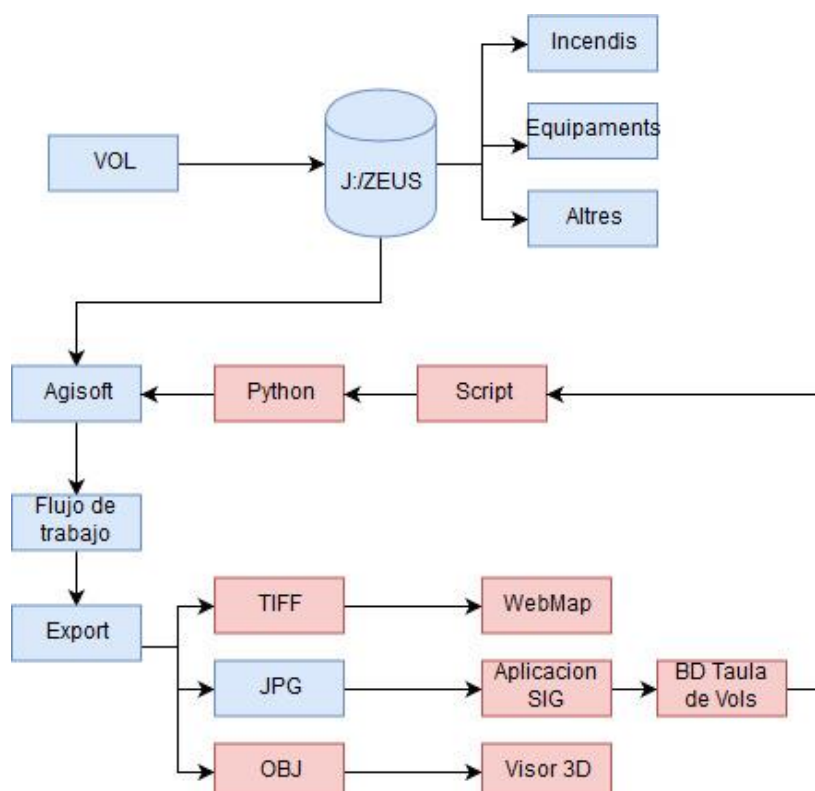 Incendis
VOL
Equipaments
J:/ZEUS
Altres
Agisoft
Python
Script
Flujo de
trabajo
Export
TIFF
WebMap
JPG
Aplicacion
SIG
BD Taula
de Vols
OBJ
Visor 3D